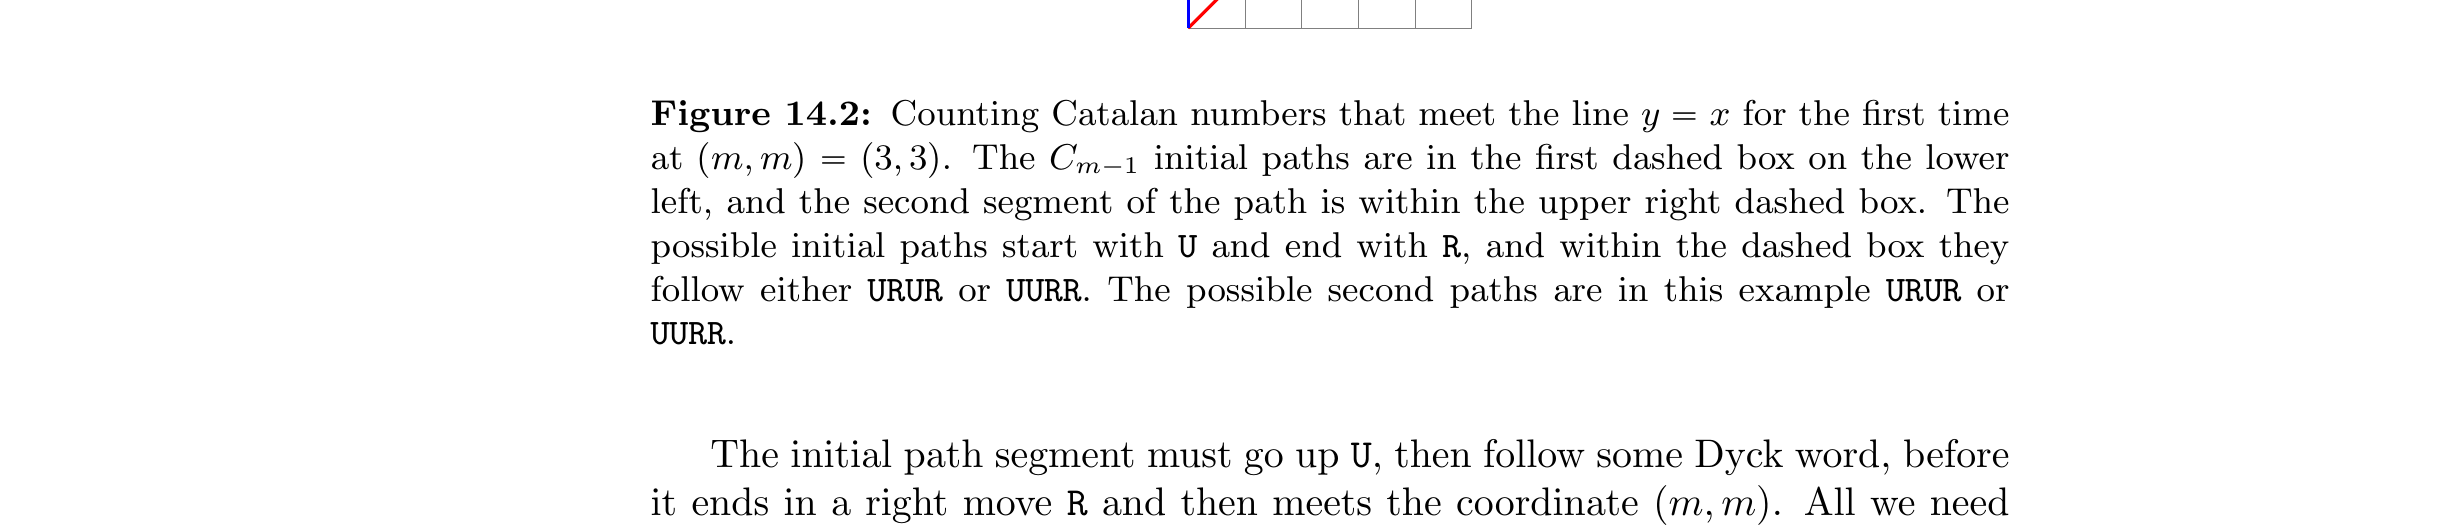 Figure 14.2: Counting Catalan numbers that meet the line y = x for the first time
at (m, m) = (3, 3). The Cₘ₋₁ initial paths are in the first dashed box on the lower
left, and the second segment of the path is within the upper right dashed box. The
possible initial paths start with U and end with R, and within the dashed box they
follow either URUR or UURR. The possible second paths are in this example URUR or
UURR.
The initial path segment must go up U, then follow some Dyck word, before
it ends in a right move R and then meets the coordinate (m, m). All we need